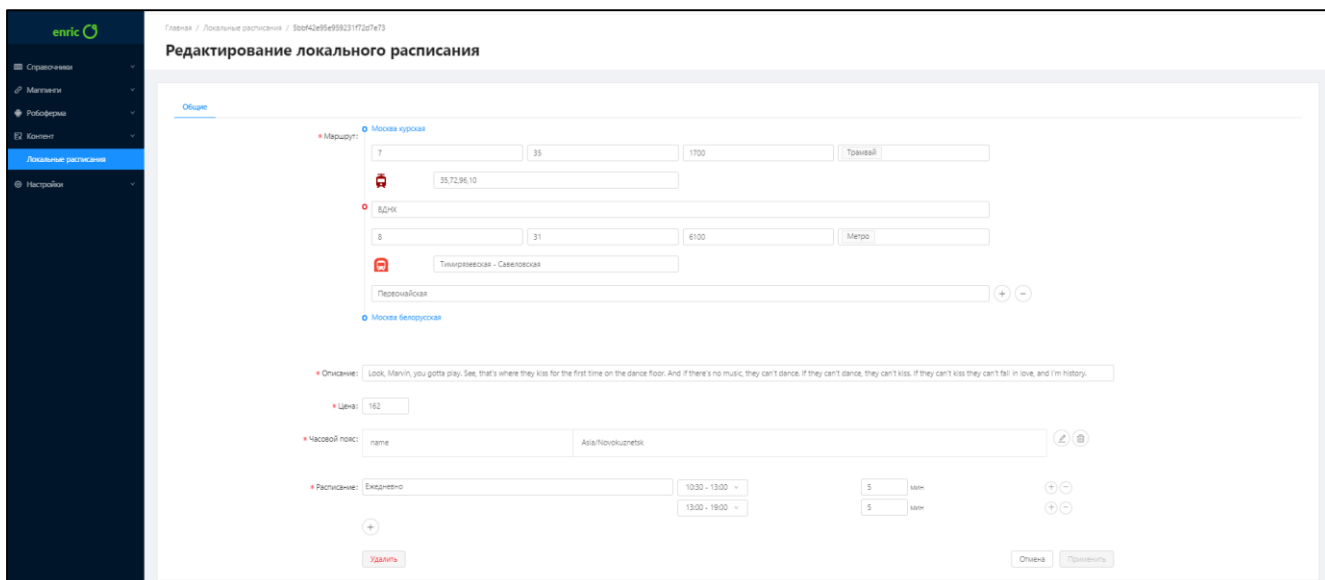 enric
Справочники
Маппинги
Робоферма
Контент
Локальные расписания
Настройки
Главная / Локальные расписания / 5bbf42e95e959231f72d7e73
Редактирование локального расписания
Общие
* Маршрут: Москва курская
7 35 1700 Трамвай
35,72,96,10
ВДНХ
8 31 6100 Метро
Тимирязевская - Савеловская
Первомайская + −
Москва белорусская
* Описание: Look, Marvin, you gotta play. See, that's where they kiss for the first time on the dance floor. And if there's no music, they can't dance. If they can't dance, they can't kiss. If they can't kiss they can't fall in love, and I'm history.
* Цена: 162
* Часовой пояс: name Asia/Novokuznetsk
* Расписание: Ежедневно 10:30 - 13:00 5 мин + −
13:00 - 19:00 5 мин + −
+
Удалить Отмена Применить